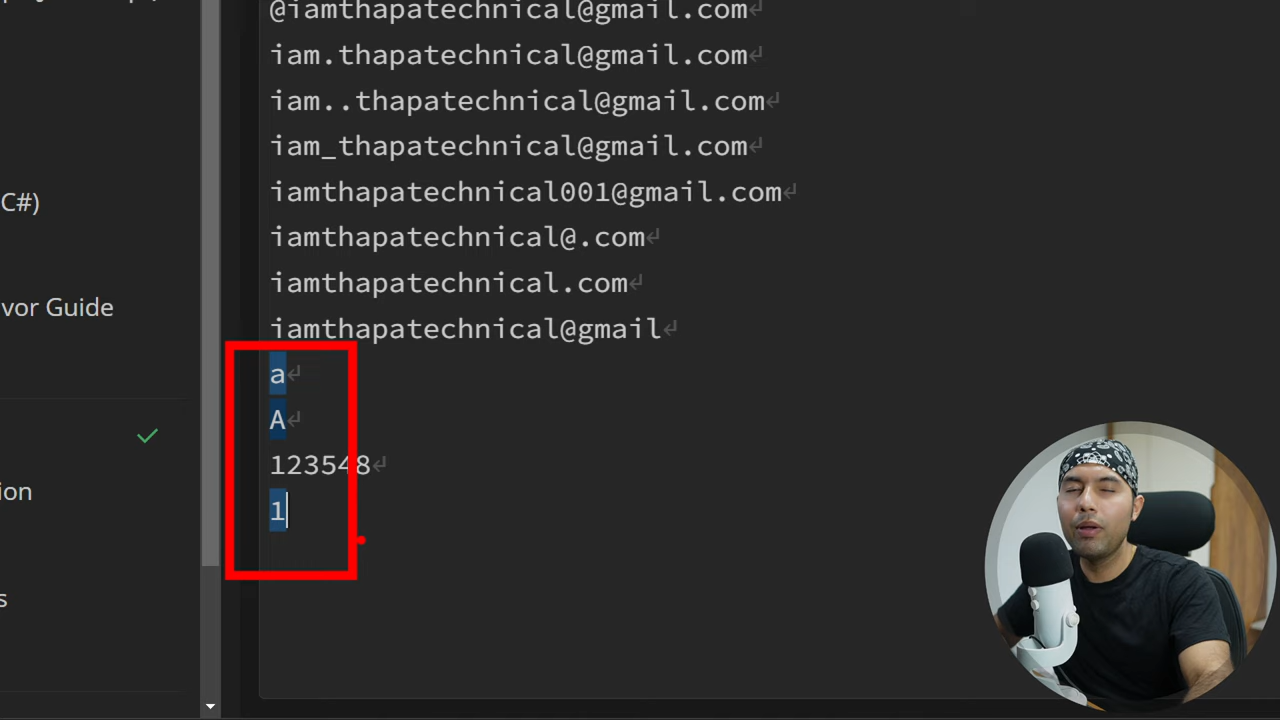 @iamthapatechnical@gmail.com
iam.thapatechnical@gmail.com
iam..thapatechnical@gmail.com
iam_thapatechnical@gmail.com
C#)
iamthapatechnical001@gmail.com
iamthapatechnical@.com
iamthapatechnical.com
vor Guide
iamthapatechnical@gmail
a
A
123548
ion
1
s